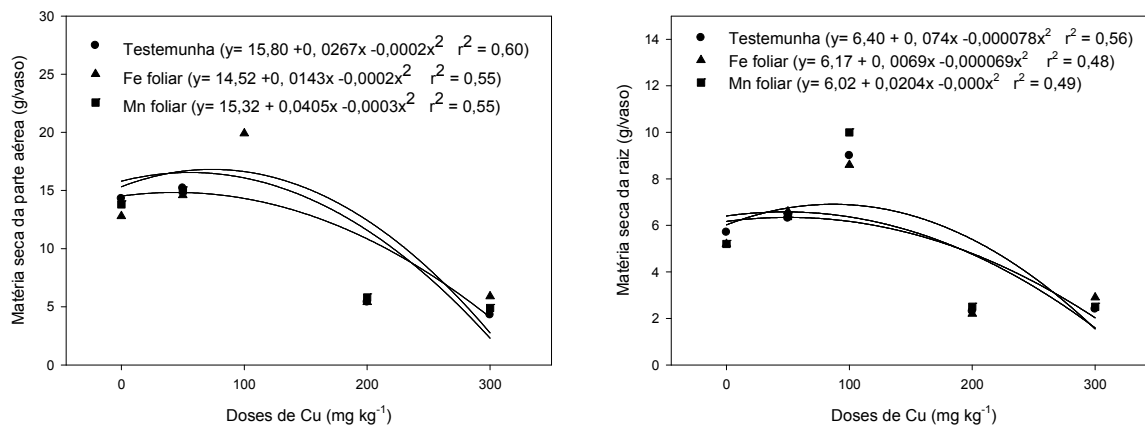 Testemunha (y= 15,80 +0, 0267x -0,0002x² r² = 0,60)
Fe foliar (y= 14,52 +0, 0143x -0,0002x² r² = 0,55)
Mn foliar (y= 15,32 + 0,0405x -0,0003x² r² = 0,55)
Matéria seca da parte aérea (g/vaso)
30
25
20
15
10
5
0
0 100 200 300
Doses de Cu (mg kg⁻¹)
Testemunha (y= 6,40 + 0, 074x -0,000078x² r² = 0,56)
Fe foliar (y= 6,17 + 0, 0069x -0,000069x² r² = 0,48)
Mn foliar (y= 6,02 + 0,0204x -0,000x² r² = 0,49)
Matéria seca da raiz (g/vaso)
14
12
10
8
6
4
2
0
0 100 200 300
Doses de Cu (mg kg⁻¹)